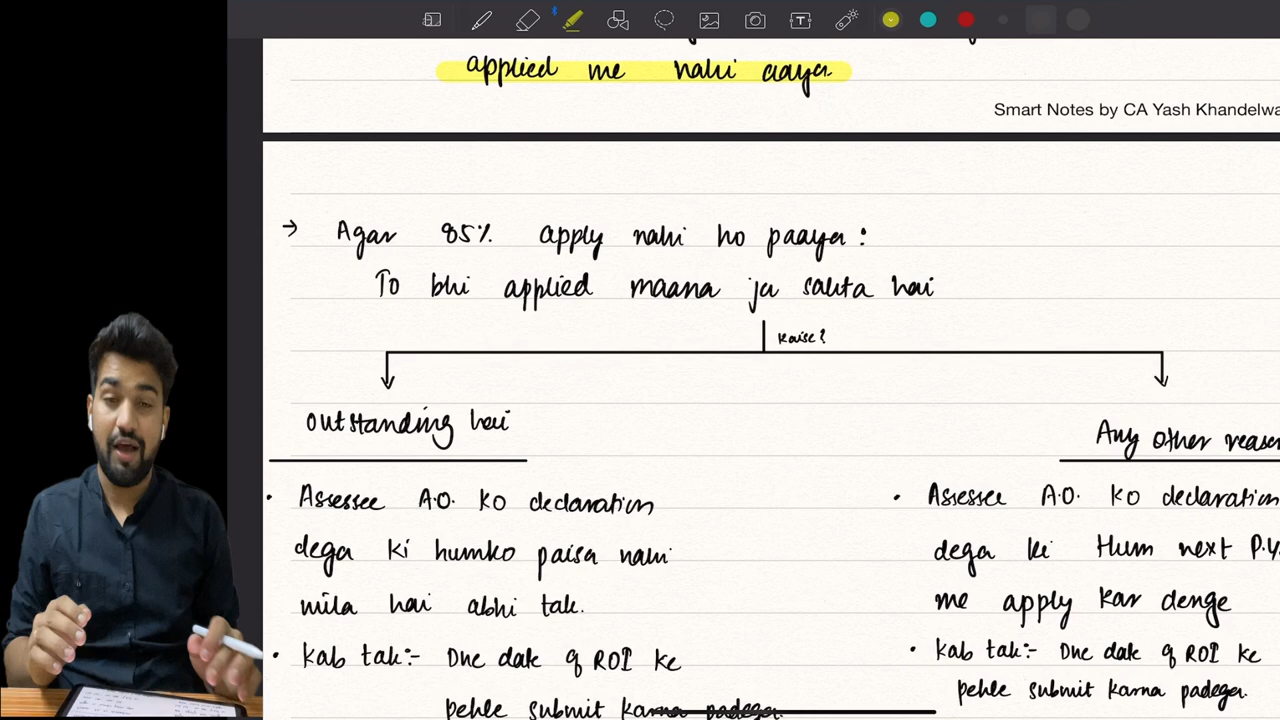 applied me nahi aaya
Smart Notes by CA Yash Khandelwa
→ Agar 85% apply nahi ho paaya :
To bhi applied maana ja sakta hai
Kaise?
Outstanding hai
• Assessee A.O. Ko declaration
dega ki humko paisa nahi
mila hai abhi tak.
• Kab tak:- Due date of ROI ke
pehle submit karna padega.
Any other reason
• Assessee A.O. Ko declaration
dega ki Hum next P.Y.
me apply kar denge
• Kab tak:- Due date of ROI ke
pehle submit karna padega.